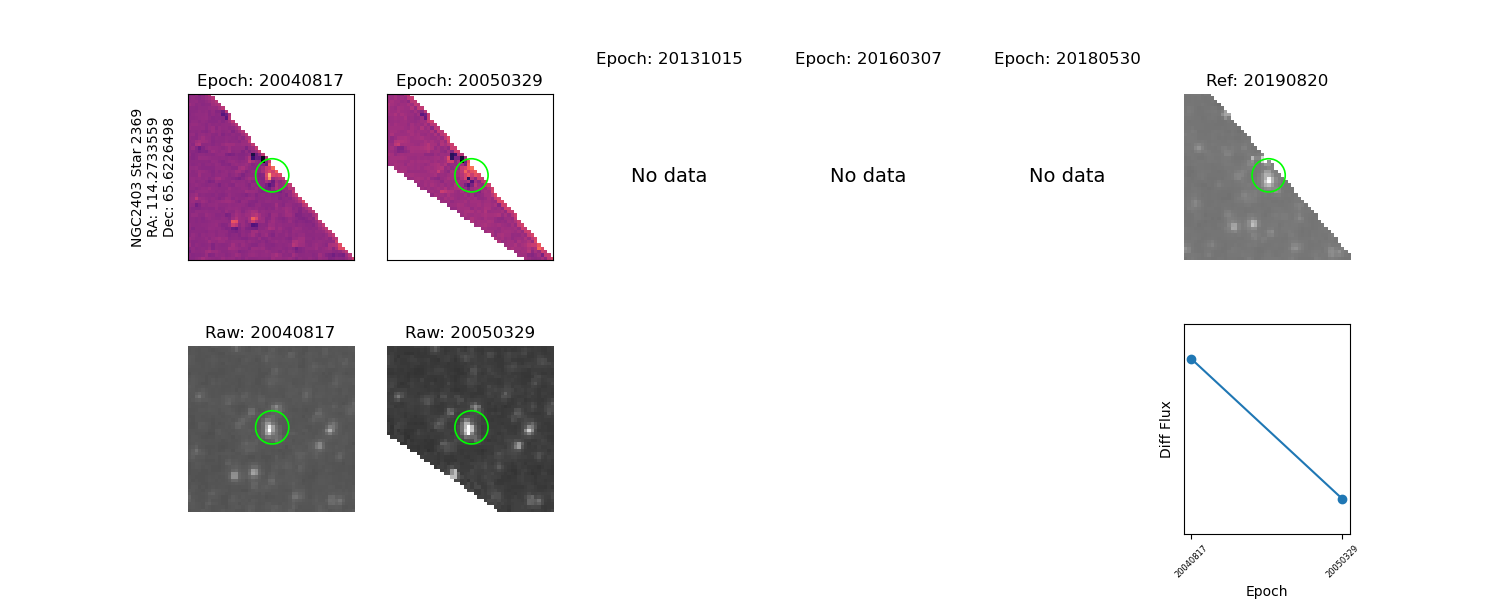 Epoch: 20040817
Epoch: 20050329
Epoch: 20131015
Epoch: 20160307
Epoch: 20180530
Ref: 20190820
NGC2403 Star 2369
RA: 114.2733559
Dec: 65.6226498
No data
No data
No data
Raw: 20040817
Raw: 20050329
Diff Flux
20040817
20050329
Epoch